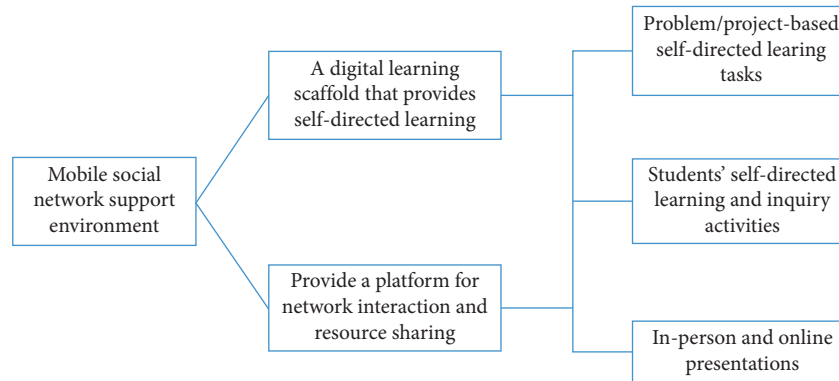 Mobile social
network support
environment
A digital learning
scaffold that provides
self-directed learning
Provide a platform for
network interaction and
resource sharing
Problem/project-based
self-directed learing
tasks
Students’ self-directed
learning and inquiry
activities
In-person and online
presentations